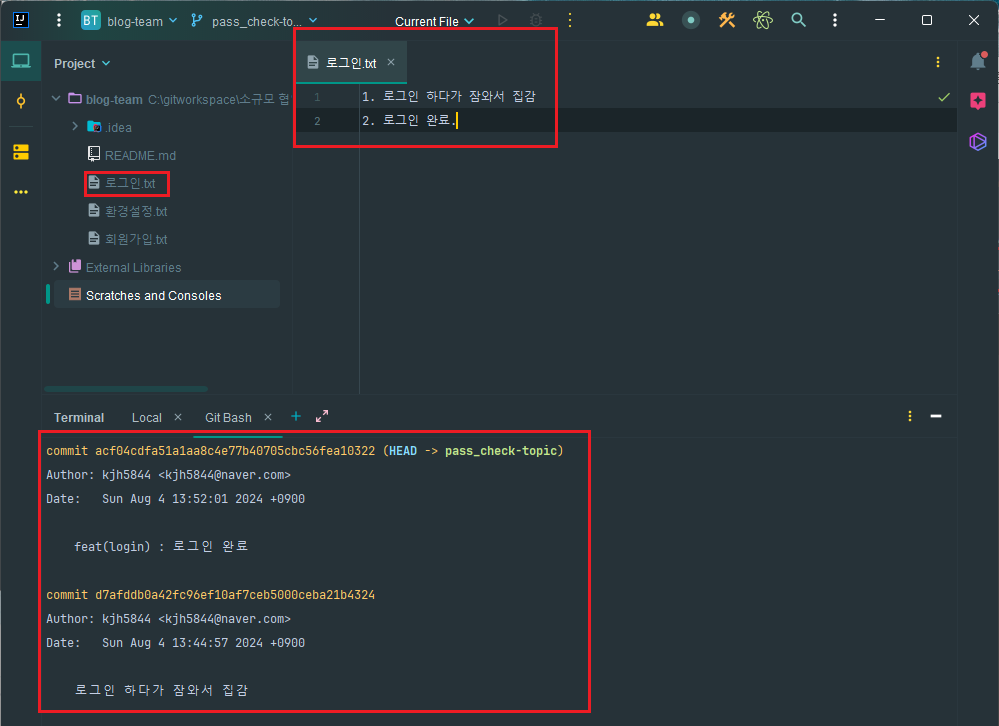 BT blog-team pass_check-to... Current File
Project
로그인.txt
blog-team C:\gitworkspace\소규모 협
.idea
README.md
로그인.txt
환경설정.txt
회원가입.txt
External Libraries
Scratches and Consoles
1 1. 로그인 하다가 잠와서 집감
2 2. 로그인 완료.
Terminal Local Git Bash
commit acf04cdfa51a1aa8c4e77b40705cbc56fea10322 (HEAD -> pass_check-topic)
Author: kjh5844 <kjh5844@naver.com>
Date: Sun Aug 4 13:52:01 2024 +0900
feat(login) : 로그인 완료
commit d7afddb0a42fc96ef10af7ceb5000ceba21b4324
Author: kjh5844 <kjh5844@naver.com>
Date: Sun Aug 4 13:44:57 2024 +0900
로그인 하다가 잠와서 집감